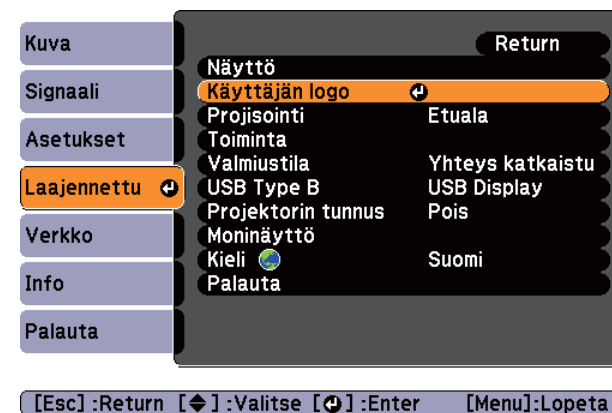 Kuva
Signaali
Asetukset
Laajennettu
Verkko
Info
Palauta
Return
Näyttö
Käyttäjän logo
Projisointi Etuala
Toiminta
Valmiustila Yhteys katkaistu
USB Type B USB Display
Projektorin tunnus Pois
Moninäyttö
Kieli Suomi
Palauta
[Esc] :Return [◆] :Valitse [⏎] :Enter [Menu]:Lopeta